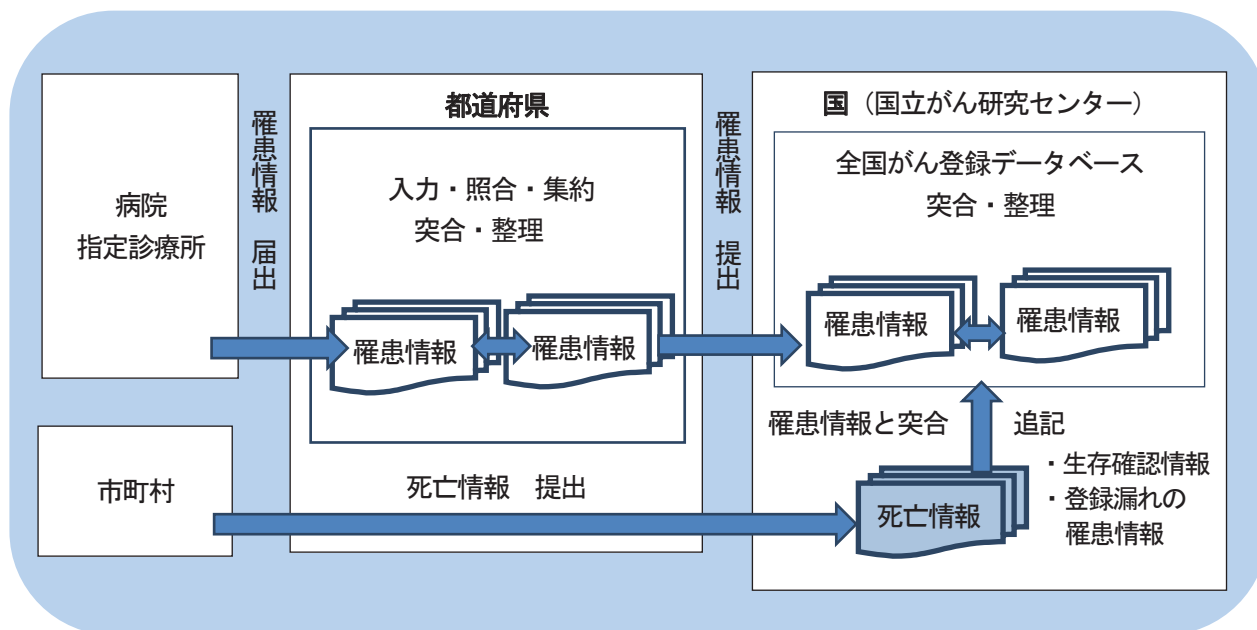 病院
指定診療所
罹患情報 届出
都道府県
入力・照合・集約
突合・整理
罹患情報
罹患情報
罹患情報 提出
国（国立がん研究センター）
全国がん登録データベース
突合・整理
罹患情報
罹患情報
罹患情報と突合
追記
・生存確認情報
・登録漏れの
罹患情報
市町村
死亡情報 提出
死亡情報